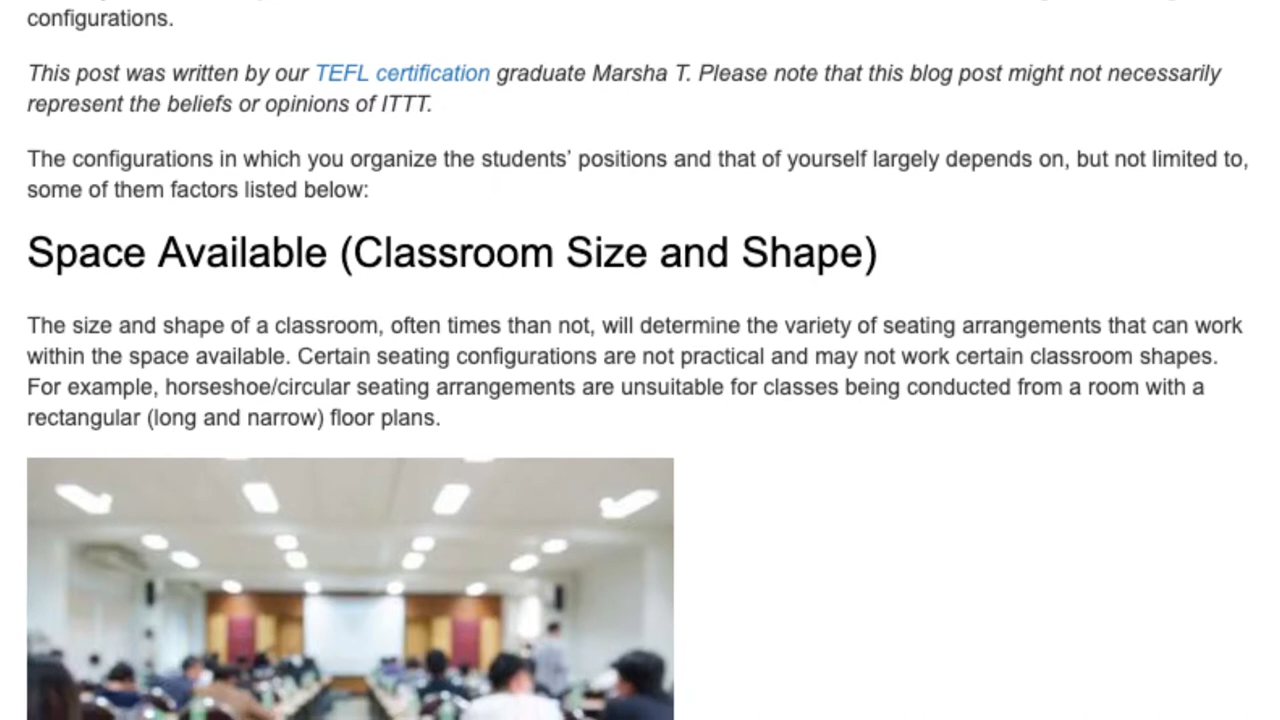 configurations.
This post was written by our TEFL certification graduate Marsha T. Please note that this blog post might not necessarily
represent the beliefs or opinions of ITTT.
The configurations in which you organize the students’ positions and that of yourself largely depends on, but not limited to,
some of them factors listed below:
Space Available (Classroom Size and Shape)
The size and shape of a classroom, often times than not, will determine the variety of seating arrangements that can work
within the space available. Certain seating configurations are not practical and may not work certain classroom shapes.
For example, horseshoe/circular seating arrangements are unsuitable for classes being conducted from a room with a
rectangular (long and narrow) floor plans.